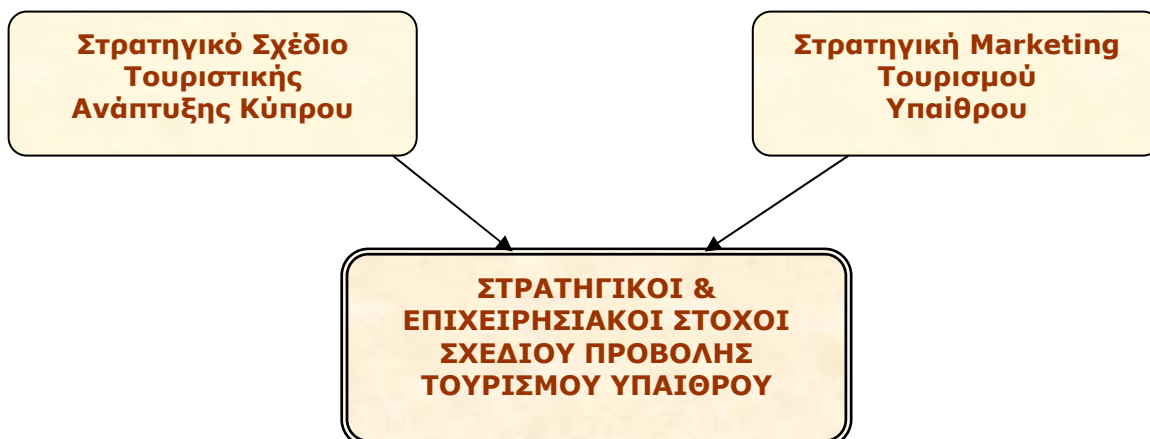 Στρατηγικό Σχέδιο
Τουριστικής
Ανάπτυξης Κύπρου
Στρατηγική Marketing
Τουρισμού
Υπαίθρου
ΣΤΡΑΤΗΓΙΚΟΙ &
ΕΠΙΧΕΙΡΗΣΙΑΚΟΙ ΣΤΟΧΟΙ
ΣΧΕΔΙΟΥ ΠΡΟΒΟΛΗΣ
ΤΟΥΡΙΣΜΟΥ ΥΠΑΙΘΡΟΥ